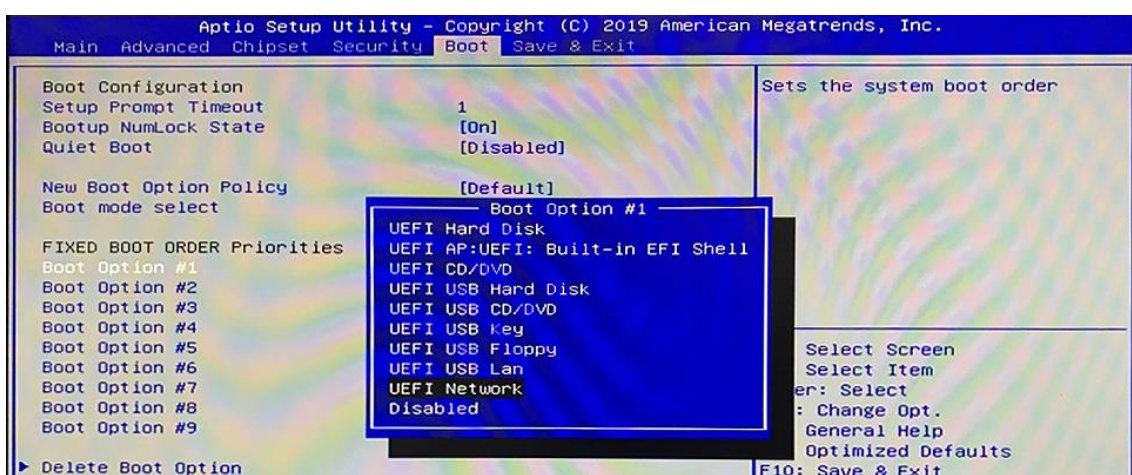 Aptio Setup Utility – Copyright (C) 2019 American Megatrends, Inc.
Main Advanced Chipset Security Boot Save & Exit
Boot Configuration
Setup Prompt Timeout 1
Bootup NumLock State [On]
Quiet Boot [Disabled]
New Boot Option Policy [Default]
Boot mode select
FIXED BOOT ORDER Priorities
Boot Option #1
Boot Option #2
Boot Option #3
Boot Option #4
Boot Option #5
Boot Option #6
Boot Option #7
Boot Option #8
Boot Option #9
Delete Boot Option
Boot Option #1
UEFI Hard Disk
UEFI AP:UEFI: Built-in EFI Shell
UEFI CD/DVD
UEFI USB Hard Disk
UEFI USB CD/DVD
UEFI USB Key
UEFI USB Floppy
UEFI USB Lan
UEFI Network
Disabled
Sets the system boot order
Select Screen
Select Item
er: Select
: Change Opt.
General Help
Optimized Defaults
F10: Save & Exit